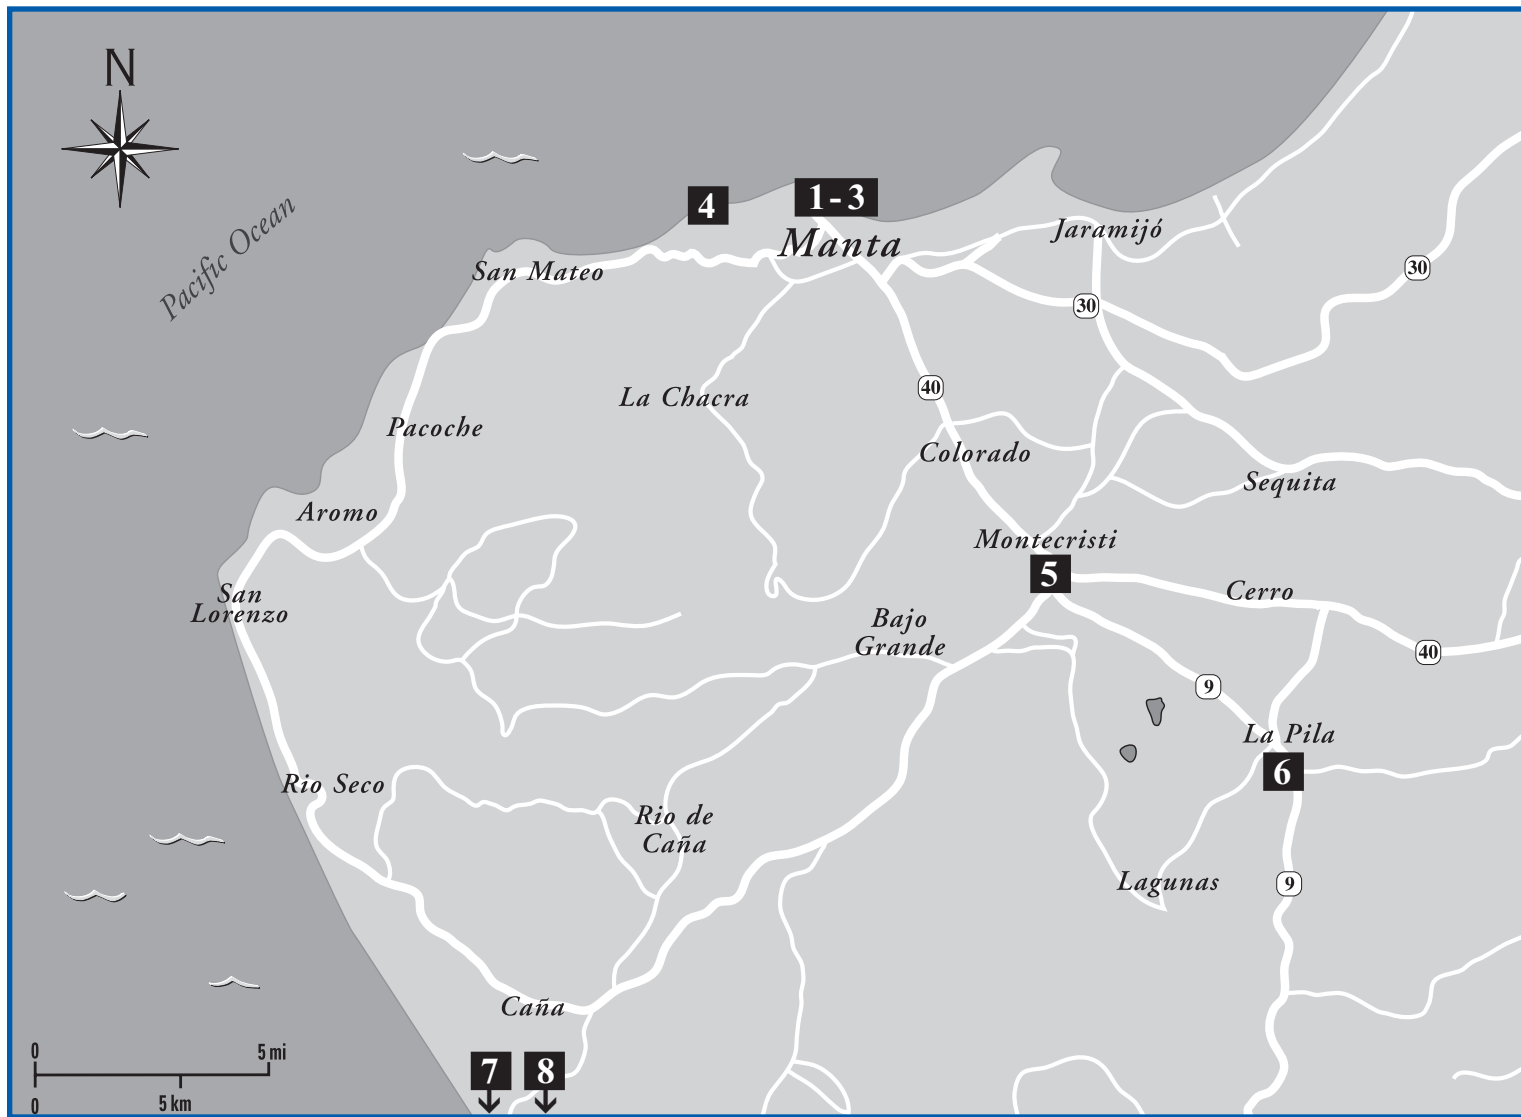 N
Pacific Ocean
4
1-3
Manta
Jaramijó
San Mateo
30
30
40
La Chacra
Pacoche
Colorado
Sequita
Aromo
Montecristi
5
Cerro
San
Lorenzo
Bajo
Grande
40
9
La Pila
6
Rio Seco
Rio de
Caña
Lagunas
9
Caña
7
8
0
5 mi
0
5 km